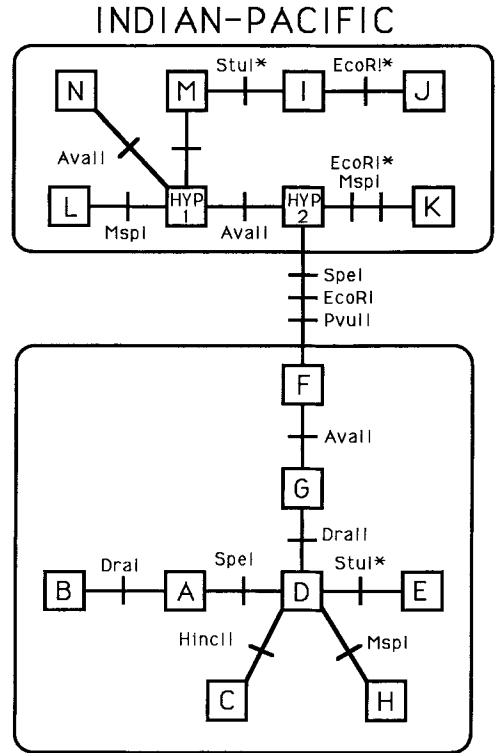 INDIAN-PACIFIC
StuI* EcoRI*
N M I J
AvaII
EcoRI*
MspI
L HYP 1 HYP 2 K
MspI AvaII
SpeI
EcoRI
PvuII
F
AvaII
G
DraII
DraI SpeI StuI*
B A D E
HincII MspI
C H